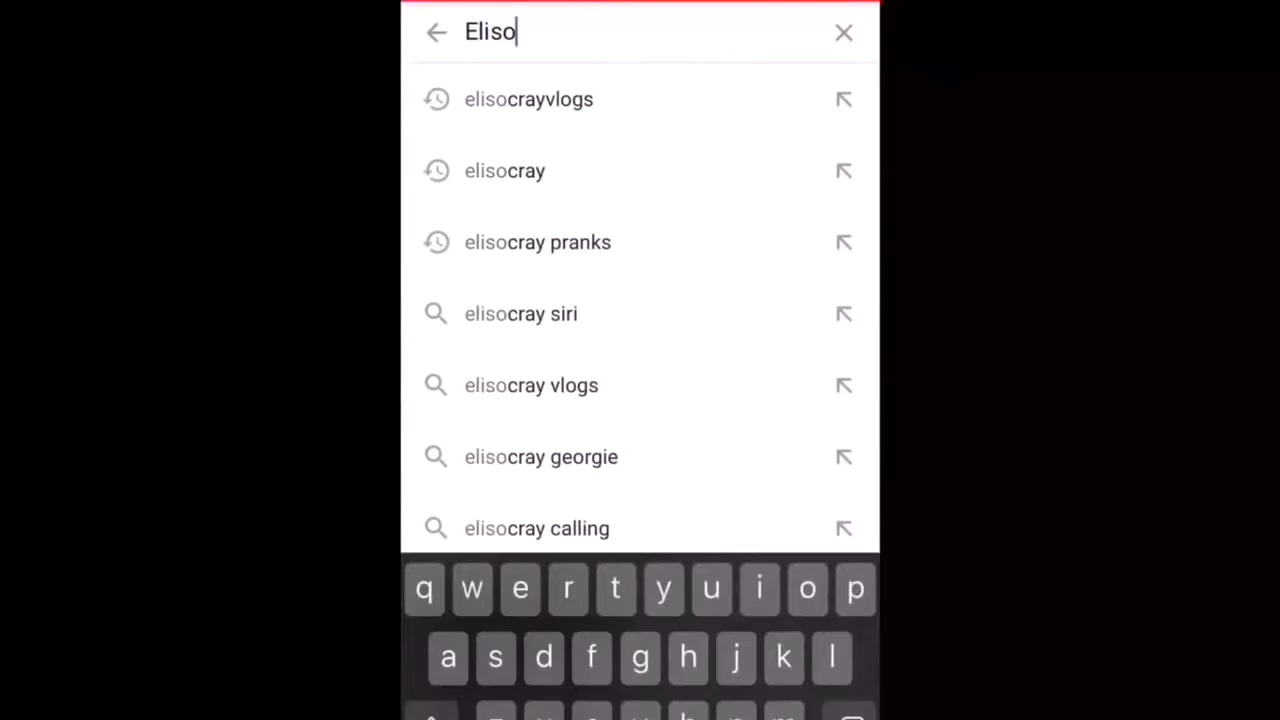 Eliso
elisocrayvlogs
elisocray
elisocray pranks
elisocray siri
elisocray vlogs
elisocray georgie
elisocray calling
q w e r t y u i o p
a s d f g h j k l